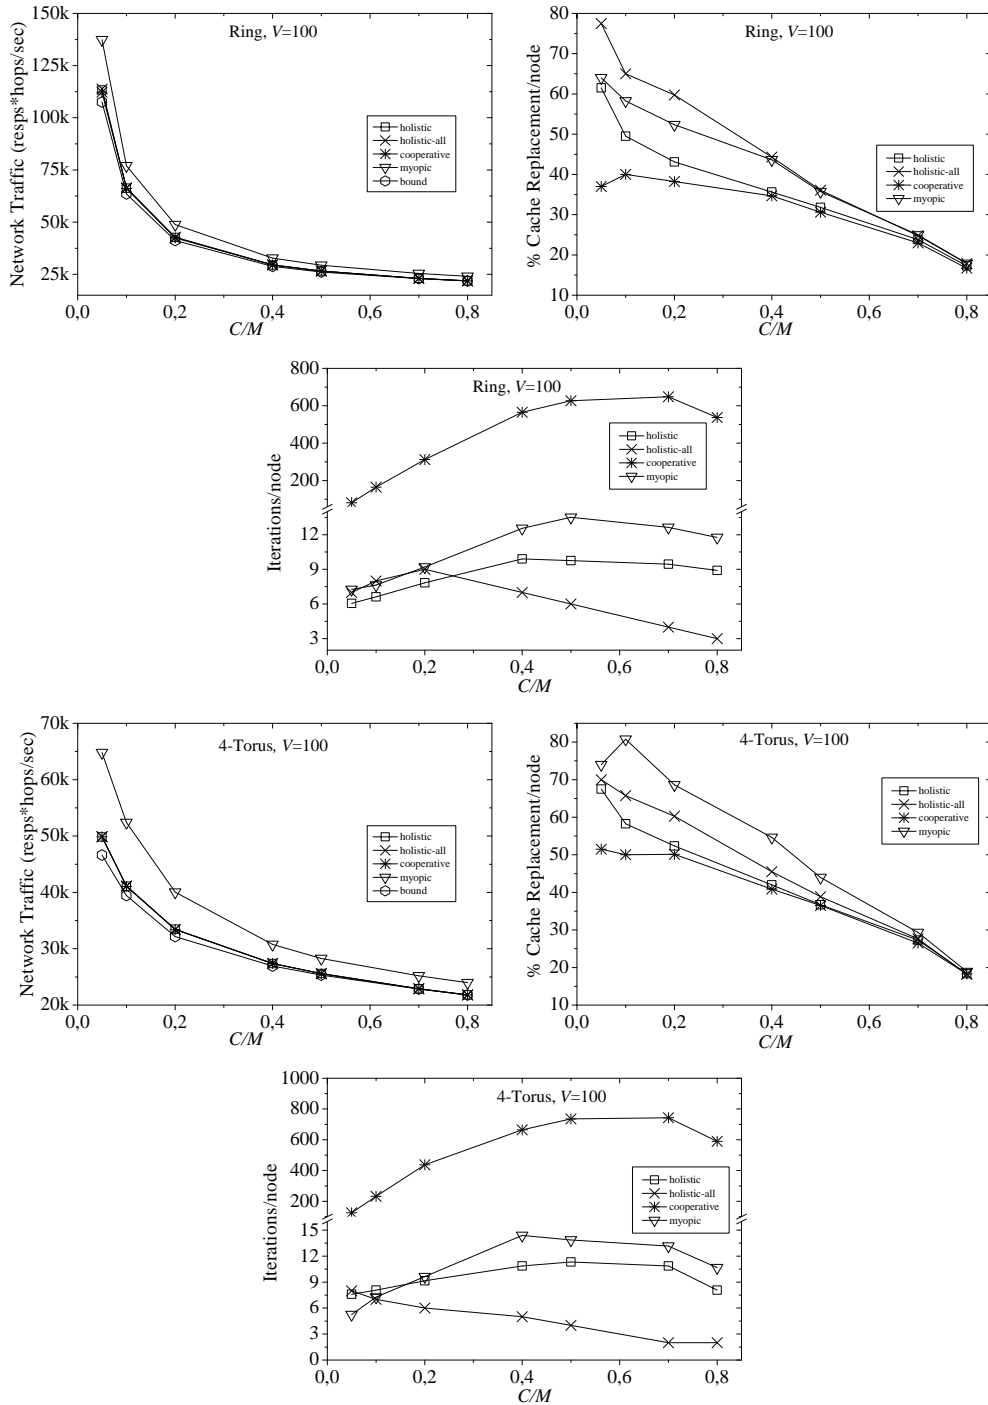 Network Traffic (resps*hops/sec)
150k
125k
100k
75k
50k
25k
Ring, V=100
holistic
holistic-all
cooperative
myopic
bound
0,0
0,2
0,4
0,6
0,8
C/M
% Cache Replacement/node
80
70
60
50
40
30
20
10
Ring, V=100
holistic
holistic-all
cooperative
myopic
0,0
0,2
0,4
0,6
0,8
C/M
Iterations/node
800
600
400
200
12
9
6
3
Ring, V=100
holistic
holistic-all
cooperative
myopic
0,0
0,2
0,4
0,6
0,8
C/M
Network Traffic (resps*hops/sec)
70k
60k
50k
40k
30k
20k
4-Torus, V=100
holistic
holistic-all
cooperative
myopic
bound
0,0
0,2
0,4
0,6
0,8
C/M
% Cache Replacement/node
80
70
60
50
40
30
20
10
4-Torus, V=100
holistic
holistic-all
cooperative
myopic
0,0
0,2
0,4
0,6
0,8
C/M
Iterations/node
1000
800
600
400
200
15
12
9
6
3
0
4-Torus, V=100
holistic
holistic-all
cooperative
myopic
0,0
0,2
0,4
0,6
0,8
C/M